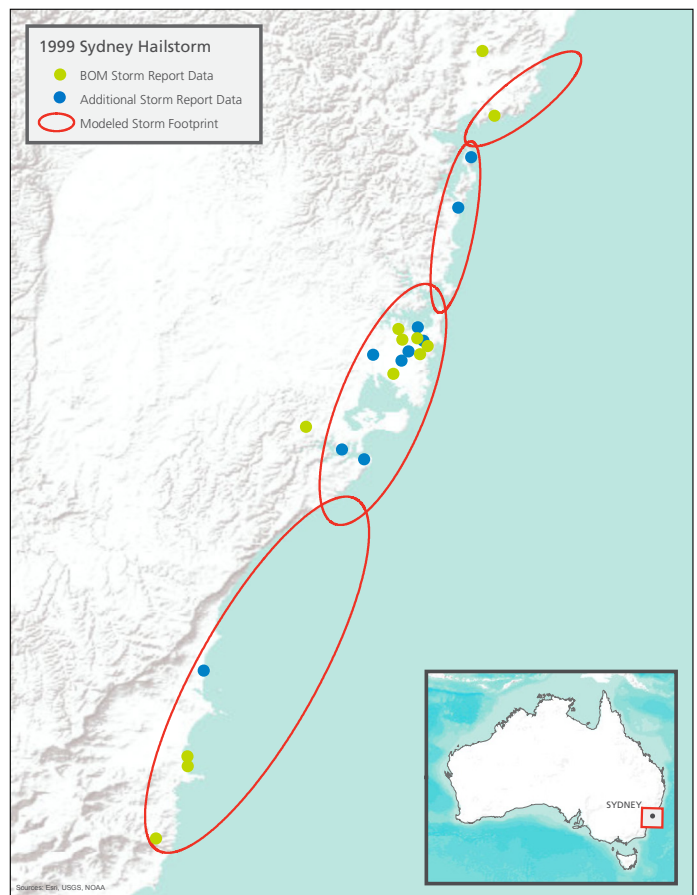 1999 Sydney Hailstorm
BOM Storm Report Data
Additional Storm Report Data
Modeled Storm Footprint
SYDNEY
Sources: Esri, USGS, NOAA